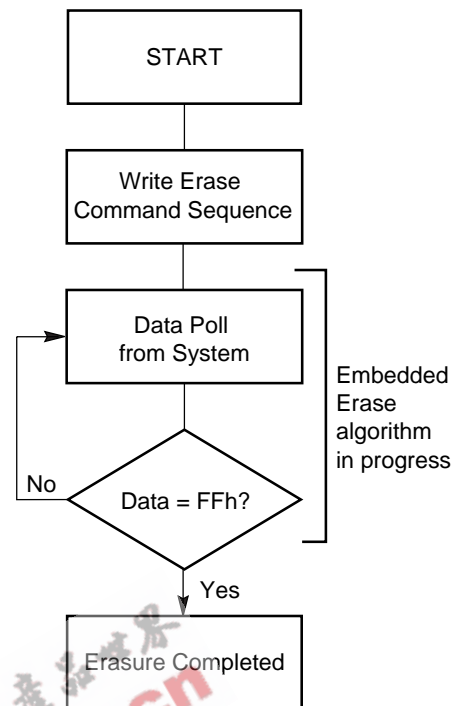 START
Write Erase
Command Sequence
Data Poll
from System
Embedded
Erase
algorithm
in progress
No
Data = FFh?
Yes
Erasure Completed